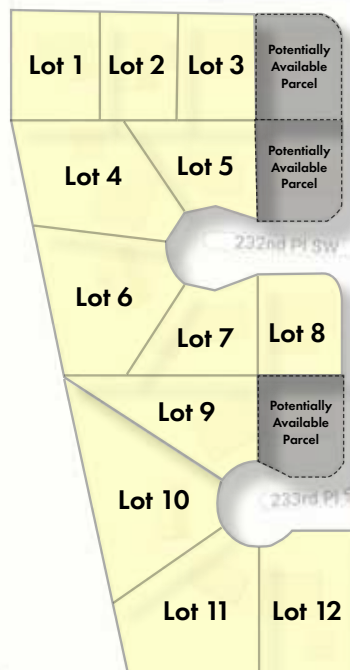 Lot 1
Lot 2
Lot 3
Potentially
Available
Parcel
Lot 4
Lot 5
Potentially
Available
Parcel
232nd Pl SW
Lot 6
Lot 7
Lot 8
Lot 9
Potentially
Available
Parcel
Lot 10
233rd Pl S
Lot 11
Lot 12